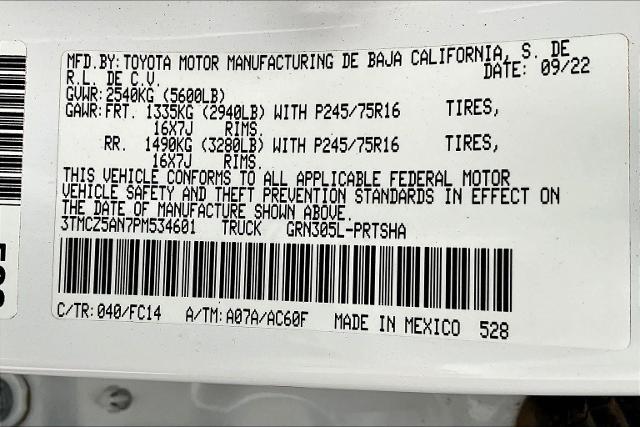 MFD.BY: TOYOTA MOTOR MANUFACTURING DE BAJA CALIFORNIA, S. DE
R.L. DE C.V. DATE: 09/22
GVWR: 2540KG (5600LB)
GAWR: FRT. 1335KG (2940LB) WITH P245/75R16 TIRES,
16X7J RIMS.
RR. 1490KG (3280LB) WITH P245/75R16 TIRES,
16X7J RIMS.
THIS VEHICLE CONFORMS TO ALL APPLICABLE FEDERAL MOTOR
VEHICLE SAFETY AND THEFT PREVENTION STANDARDS IN EFFECT ON
THE DATE OF MANUFACTURE SHOWN ABOVE.
3TMCZ5AN7PM534601 TRUCK GRN305L-PRTSHA
C/TR: 040/FC14 A/TM: A07A/AC60F MADE IN MEXICO 528